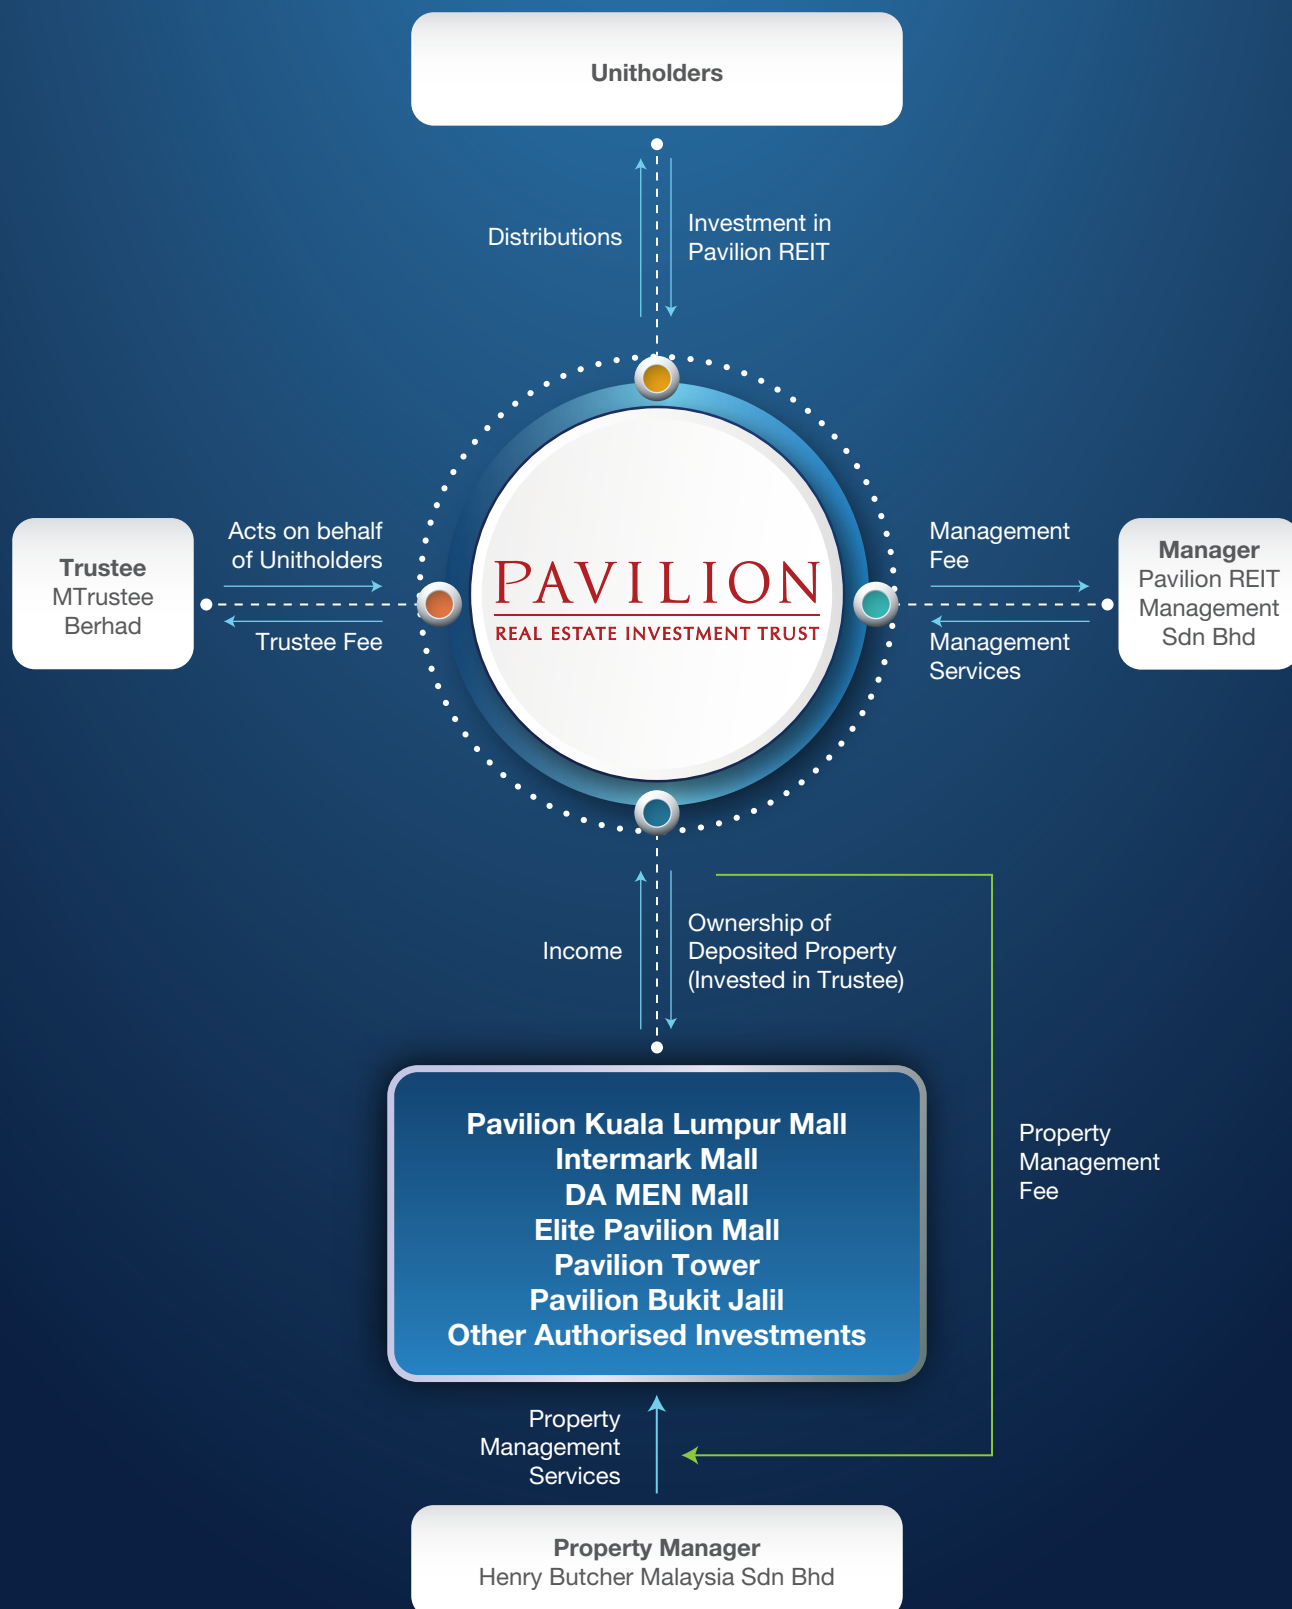 Unitholders
Distributions
Investment in
Pavilion REIT
Acts on behalf
of Unitholders
Trustee
MTrustee
Berhad
Trustee Fee
PAVILION
REAL ESTATE INVESTMENT TRUST
Management
Fee
Management
Services
Manager
Pavilion REIT
Management
Sdn Bhd
Income
Ownership of
Deposited Property
(Invested in Trustee)
Pavilion Kuala Lumpur Mall
Intermark Mall
DA MEN Mall
Elite Pavilion Mall
Pavilion Tower
Pavilion Bukit Jalil
Other Authorised Investments
Property
Management
Fee
Property
Management
Services
Property Manager
Henry Butcher Malaysia Sdn Bhd